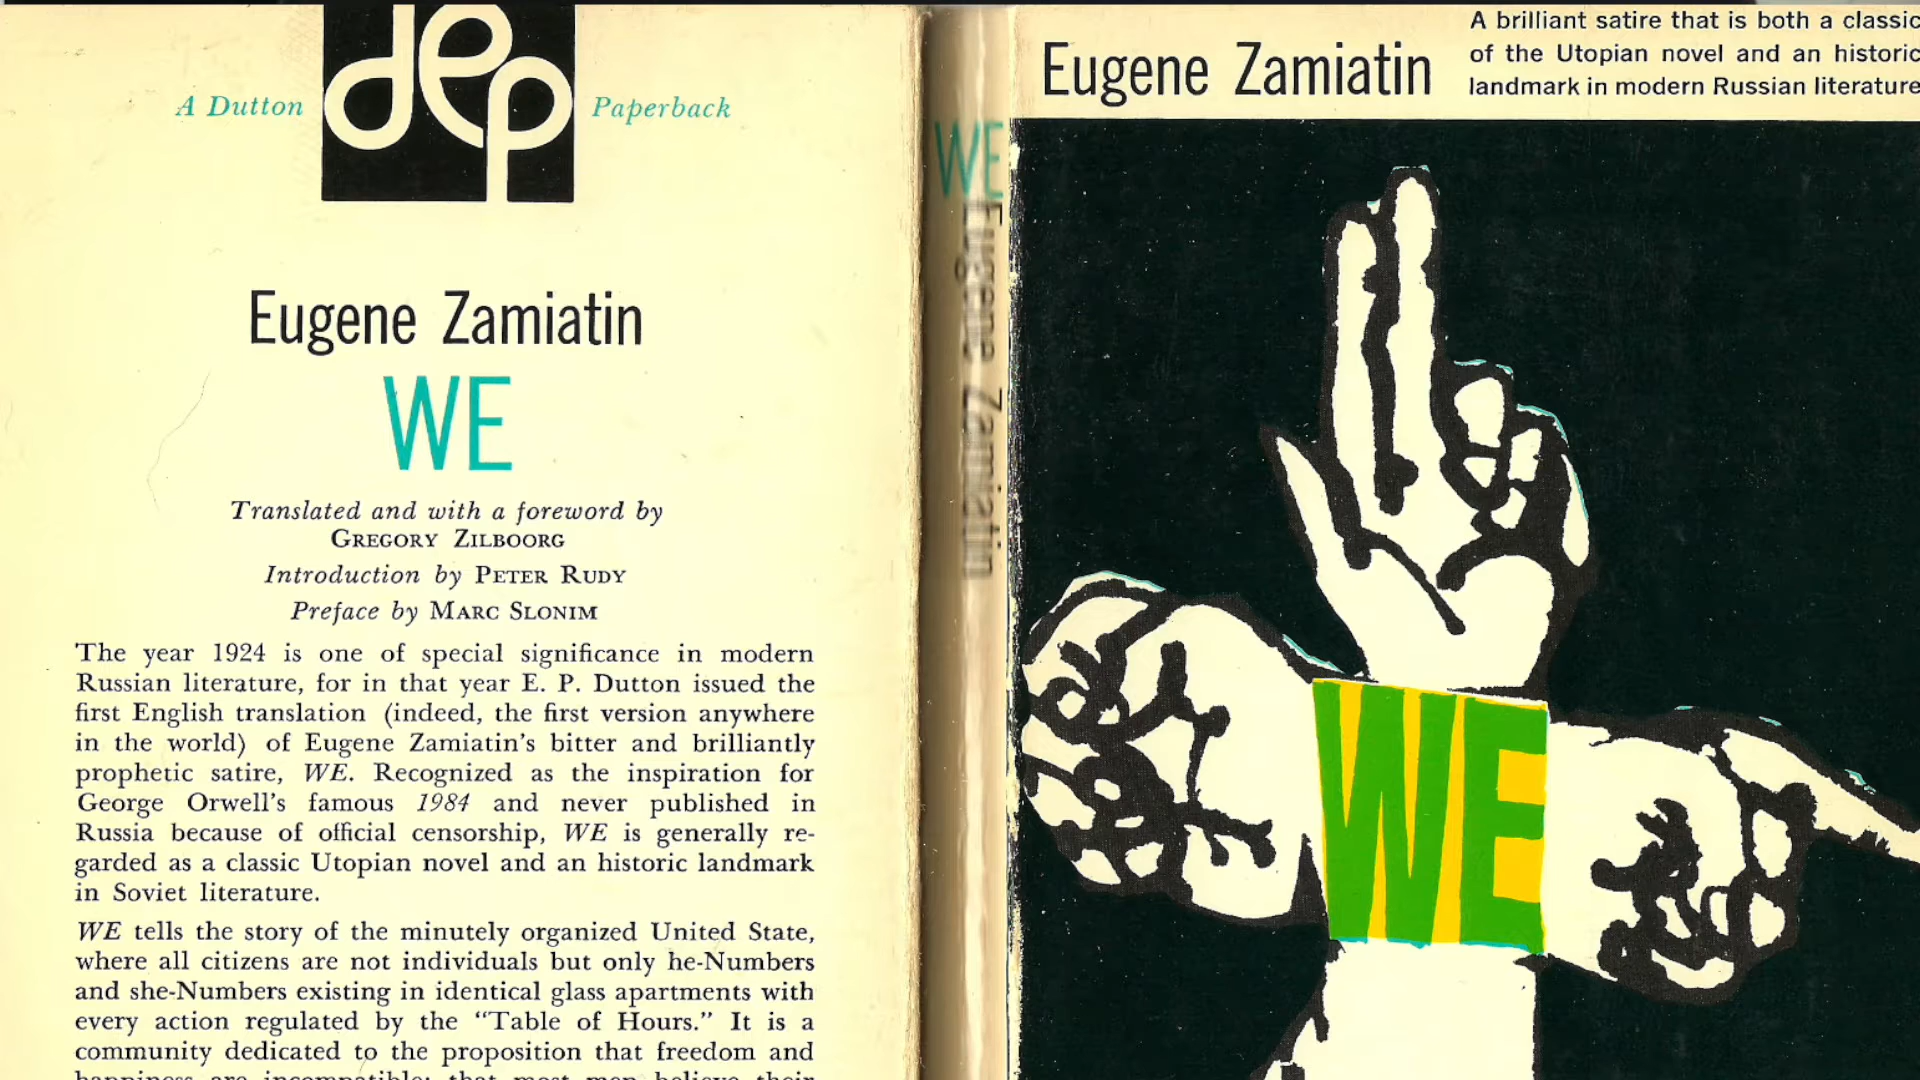 A Dutton dep Paperback
Eugene Zamiatin
WE
Translated and with a foreword by
GREGORY ZILBOORG
Introduction by PETER RUDY
Preface by MARC SLONIM
The year 1924 is one of special significance in modern
Russian literature, for in that year E. P. Dutton issued the
first English translation (indeed, the first version anywhere
in the world) of Eugene Zamiatin's bitter and brilliantly
prophetic satire, WE. Recognized as the inspiration for
George Orwell's famous 1984 and never published in
Russia because of official censorship, WE is generally re-
garded as a classic Utopian novel and an historic landmark
in Soviet literature.
WE tells the story of the minutely organized United State,
where all citizens are not individuals but only he-Numbers
and she-Numbers existing in identical glass apartments with
every action regulated by the "Table of Hours." It is a
community dedicated to the proposition that freedom and
happiness are incompatible; that most men believe their
WE Eugene Zamiatin
Eugene Zamiatin
A brilliant satire that is both a classic
of the Utopian novel and an historic
landmark in modern Russian literature
WE